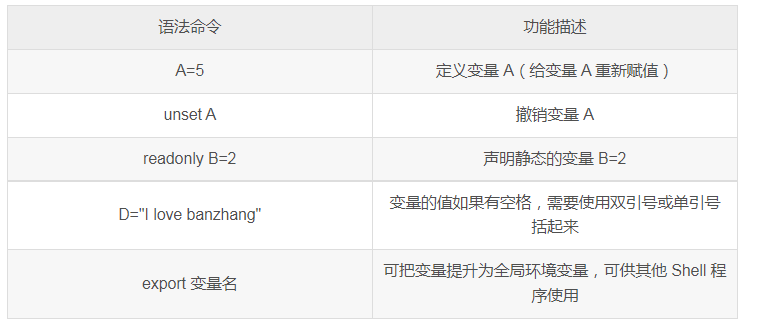 语法命令 功能描述
A=5 定义变量 A（给变量 A 重新赋值）
unset A 撤销变量 A
readonly B=2 声明静态的变量 B=2
D="I love banzhang" 变量的值如果有空格，需要使用双引号或单引号
括起来
export 变量名 可把变量提升为全局环境变量，可供其他 Shell 程
序使用